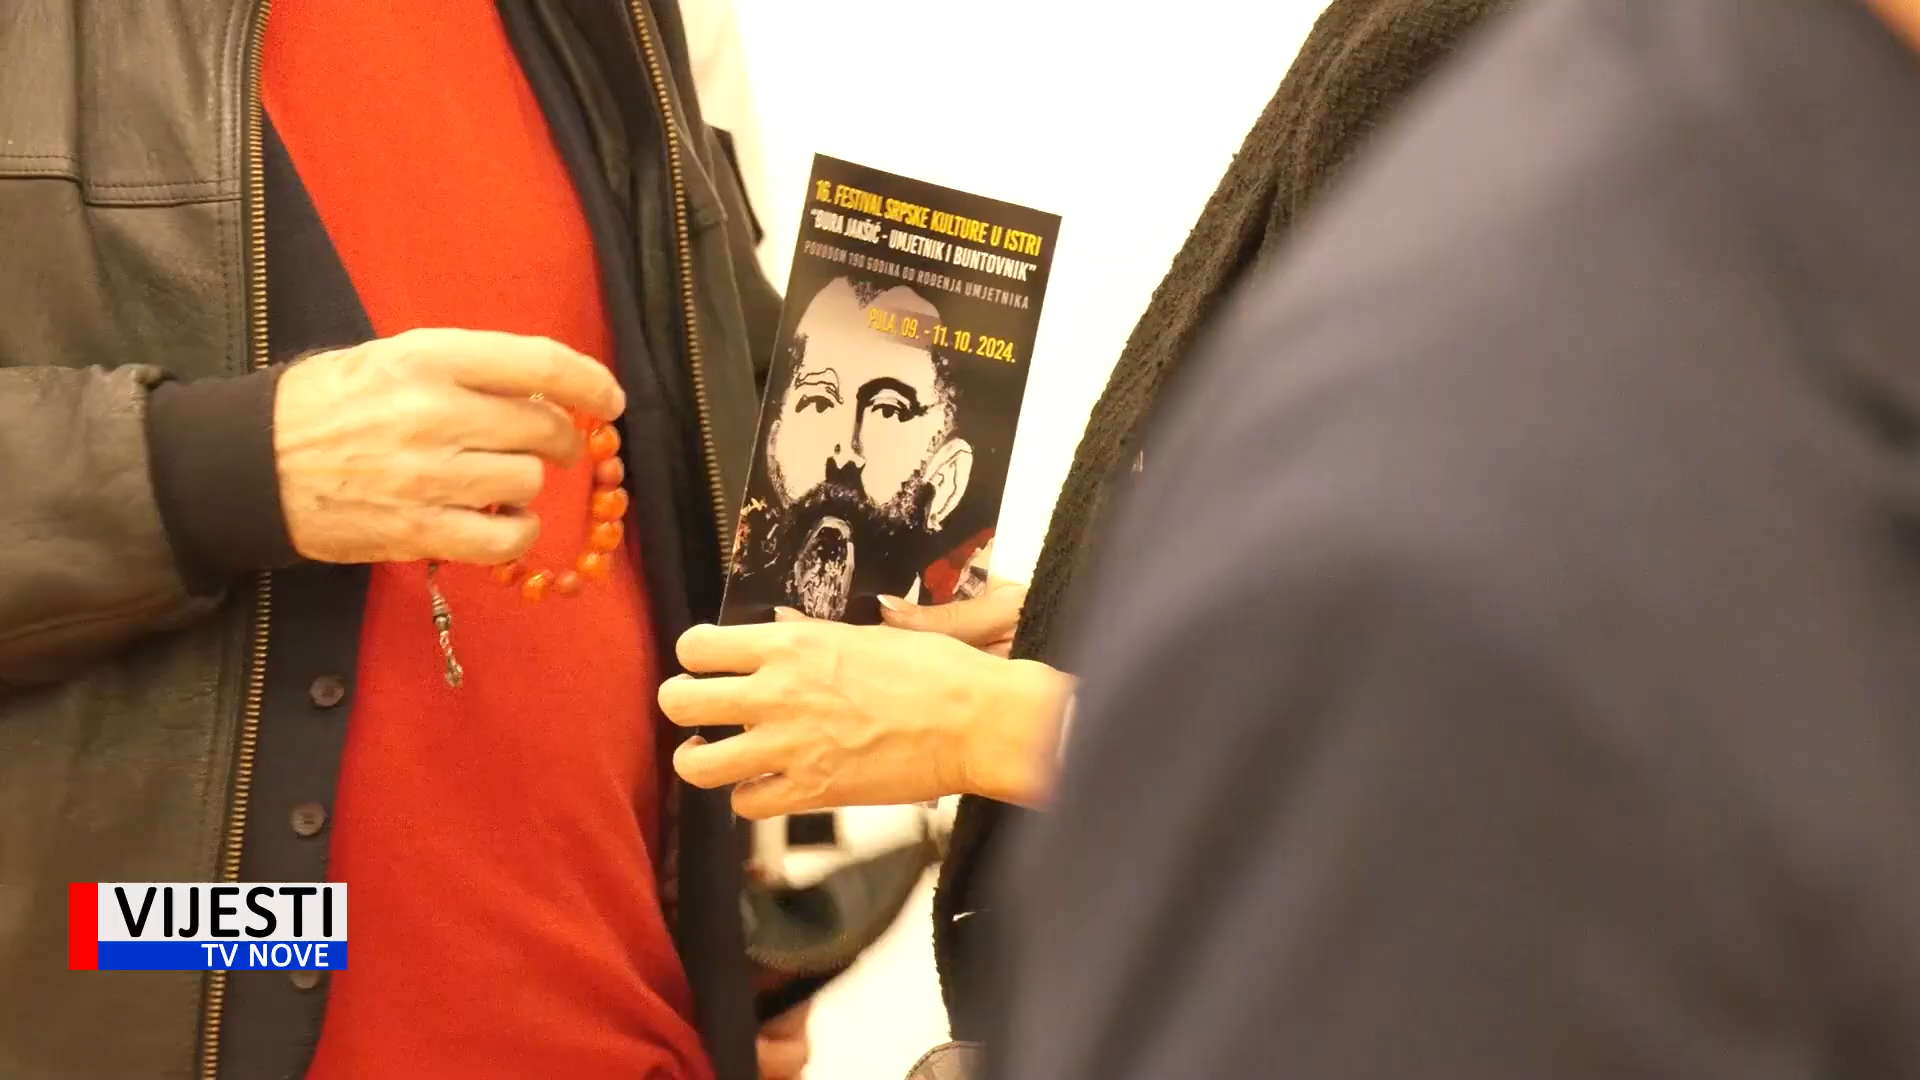 16. FESTIVAL SRPSKE KULTURE U ISTRI
"ĐURA JAKŠIĆ - UMJETNIK I BUNTOVNIK"
POVODOM 190 GODINA OD ROĐENJA UMJETNIKA
PULA, 09. - 11. 10. 2024.
VIJESTI
TV NOVE